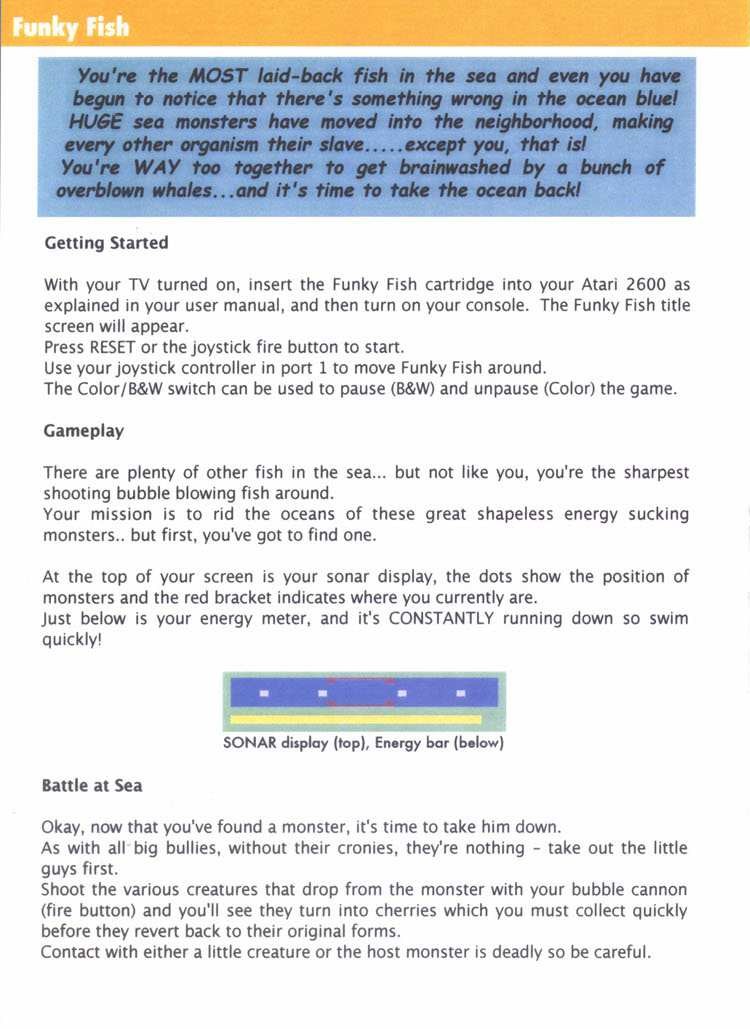 Funky Fish
You're the MOST laid-back fish in the sea and even you have
begun to notice that there's something wrong in the ocean blue!
HUGE sea monsters have moved into the neighborhood, making
every other organism their slave.....except you, that is!
You're WAY too together to get brainwashed by a bunch of
overblown whales...and it's time to take the ocean back!
Getting Started
With your TV turned on, insert the Funky Fish cartridge into your Atari 2600 as
explained in your user manual, and then turn on your console. The Funky Fish title
screen will appear.
Press RESET or the joystick fire button to start.
Use your joystick controller in port 1 to move Funky Fish around.
The Color/B&W switch can be used to pause (B&W) and unpause (Color) the game.
Gameplay
There are plenty of other fish in the sea... but not like you, you're the sharpest
shooting bubble blowing fish around.
Your mission is to rid the oceans of these great shapeless energy sucking
monsters.. but first, you've got to find one.
At the top of your screen is your sonar display, the dots show the position of
monsters and the red bracket indicates where you currently are.
Just below is your energy meter, and it's CONSTANTLY running down so swim
quickly!
SONAR display (top), Energy bar (below)
Battle at Sea
Okay, now that you've found a monster, it's time to take him down.
As with all big bullies, without their cronies, they're nothing – take out the little
guys first.
Shoot the various creatures that drop from the monster with your bubble cannon
(fire button) and you'll see they turn into cherries which you must collect quickly
before they revert back to their original forms.
Contact with either a little creature or the host monster is deadly so be careful.